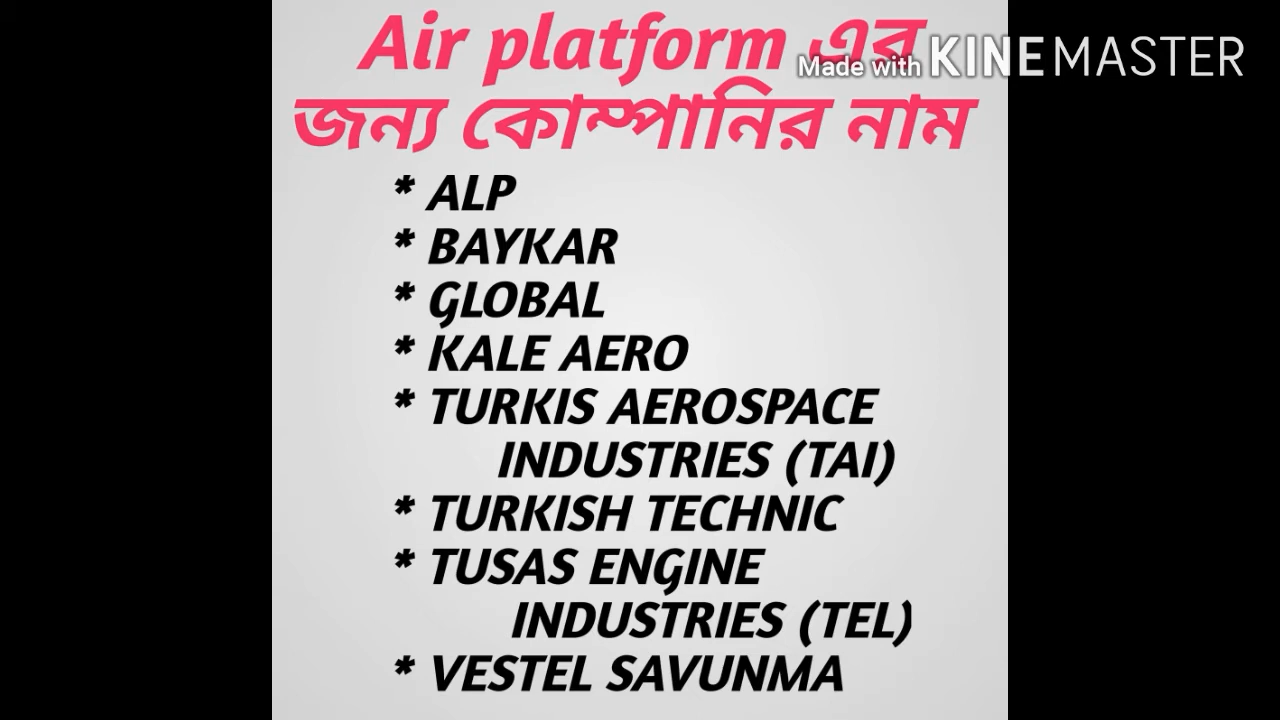 Air platform এর
Made with KINEMASTER
জন্য কোম্পানির নাম
* ALP
* BAYKAR
* GLOBAL
* KALE AERO
* TURKIS AEROSPACE
INDUSTRIES (TAI)
* TURKISH TECHNIC
* TUSAS ENGINE
INDUSTRIES (TEL)
* VESTEL SAVUNMA